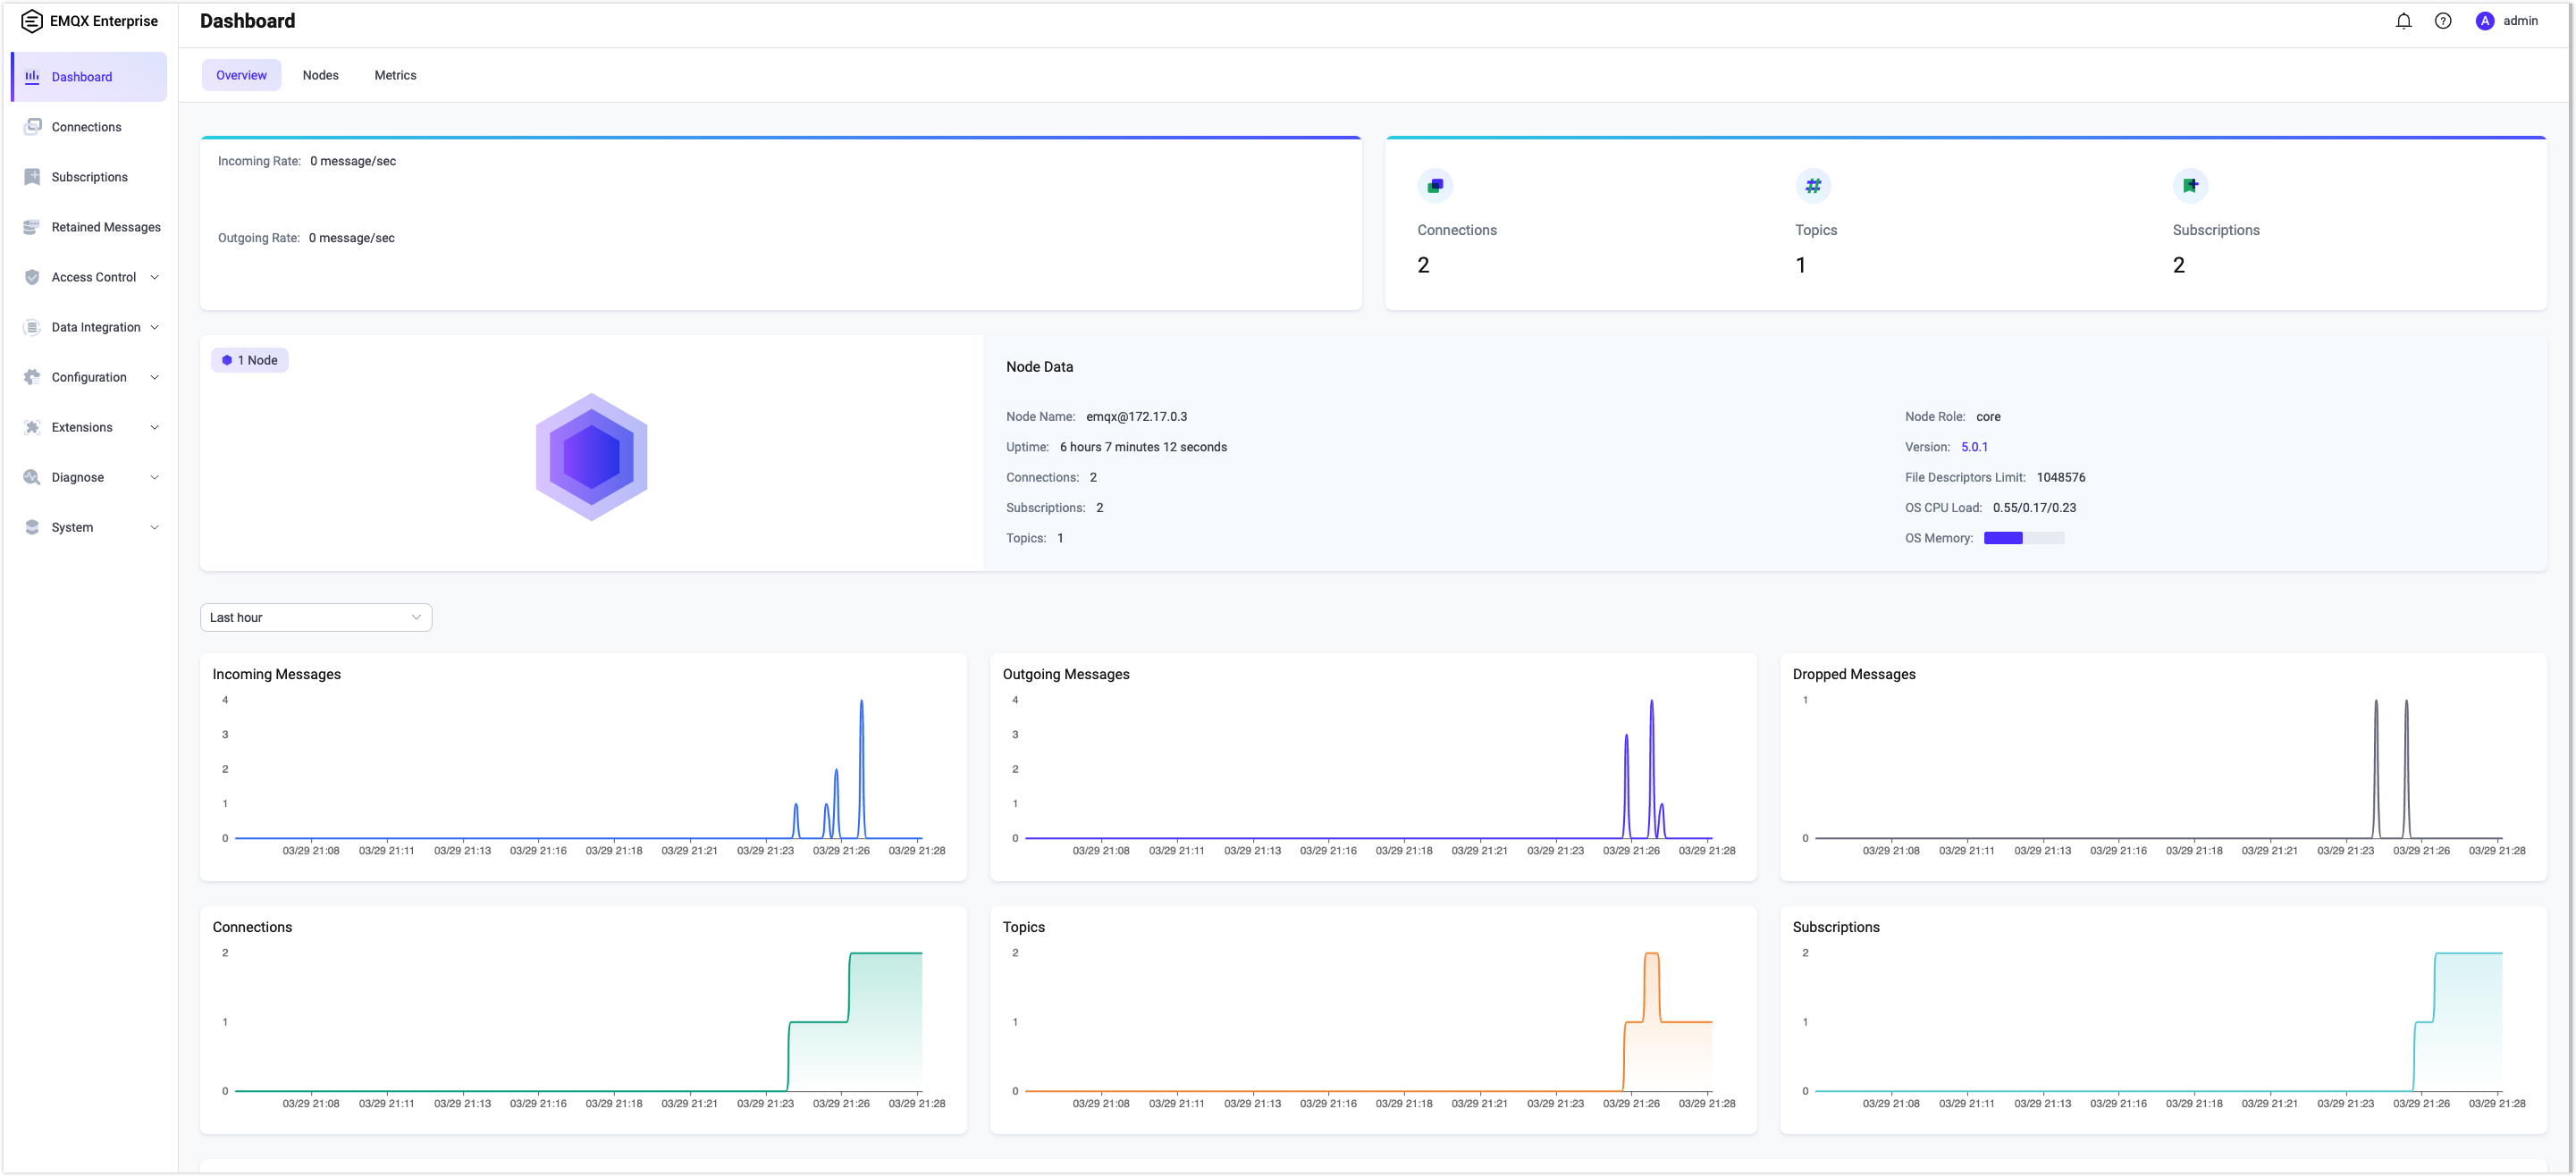 EMQX Enterprise
Dashboard
A admin
Dashboard
Connections
Subscriptions
Retained Messages
Access Control
Data Integration
Configuration
Extensions
Diagnose
System
Overview Nodes Metrics
Incoming Rate: 0 message/sec
Outgoing Rate: 0 message/sec
Connections
2
Topics
1
Subscriptions
2
1 Node
Node Data
Node Name: emqx@172.17.0.3
Uptime: 6 hours 7 minutes 12 seconds
Connections: 2
Subscriptions: 2
Topics: 1
Node Role: core
Version: 5.0.1
File Descriptors Limit: 1048576
OS CPU Load: 0.55/0.17/0.23
OS Memory:
Last hour
Incoming Messages
4
3
2
1
0
03/29 21:08 03/29 21:11 03/29 21:13 03/29 21:16 03/29 21:18 03/29 21:21 03/29 21:23 03/29 21:26 03/29 21:28
Outgoing Messages
4
3
2
1
0
03/29 21:08 03/29 21:11 03/29 21:13 03/29 21:16 03/29 21:18 03/29 21:21 03/29 21:23 03/29 21:26 03/29 21:28
Dropped Messages
1
0
03/29 21:08 03/29 21:11 03/29 21:13 03/29 21:16 03/29 21:18 03/29 21:21 03/29 21:23 03/29 21:26 03/29 21:28
Connections
2
1
0
03/29 21:08 03/29 21:11 03/29 21:13 03/29 21:16 03/29 21:18 03/29 21:21 03/29 21:23 03/29 21:26 03/29 21:28
Topics
2
1
0
03/29 21:08 03/29 21:11 03/29 21:13 03/29 21:16 03/29 21:18 03/29 21:21 03/29 21:23 03/29 21:26 03/29 21:28
Subscriptions
2
1
0
03/29 21:08 03/29 21:11 03/29 21:13 03/29 21:16 03/29 21:18 03/29 21:21 03/29 21:23 03/29 21:26 03/29 21:28